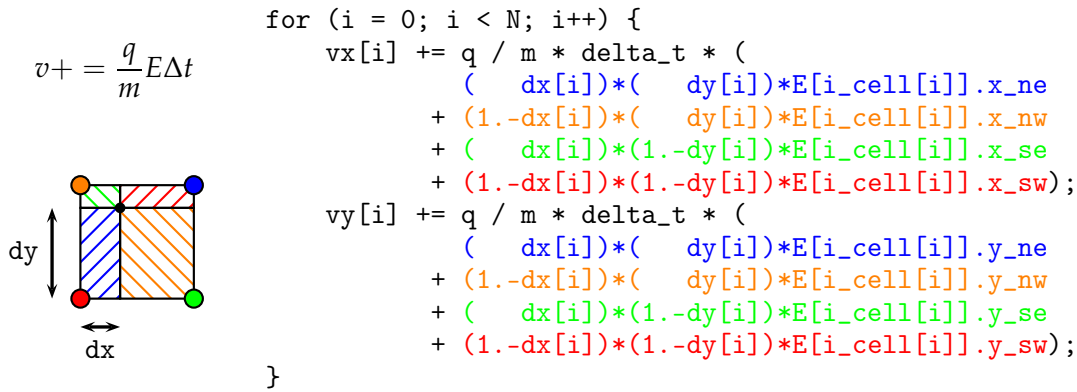 v+ = \frac{q}{m}EΔt
dy
dx
for (i = 0; i < N; i++) {
    vx[i] += q / m * delta_t * (
            (   dx[i])*(   dy[i])*E[i_cell[i]].x_ne
          + (1.-dx[i])*(   dy[i])*E[i_cell[i]].x_nw
          + (   dx[i])*(1.-dy[i])*E[i_cell[i]].x_se
          + (1.-dx[i])*(1.-dy[i])*E[i_cell[i]].x_sw);
    vy[i] += q / m * delta_t * (
            (   dx[i])*(   dy[i])*E[i_cell[i]].y_ne
          + (1.-dx[i])*(   dy[i])*E[i_cell[i]].y_nw
          + (   dx[i])*(1.-dy[i])*E[i_cell[i]].y_se
          + (1.-dx[i])*(1.-dy[i])*E[i_cell[i]].y_sw);
}